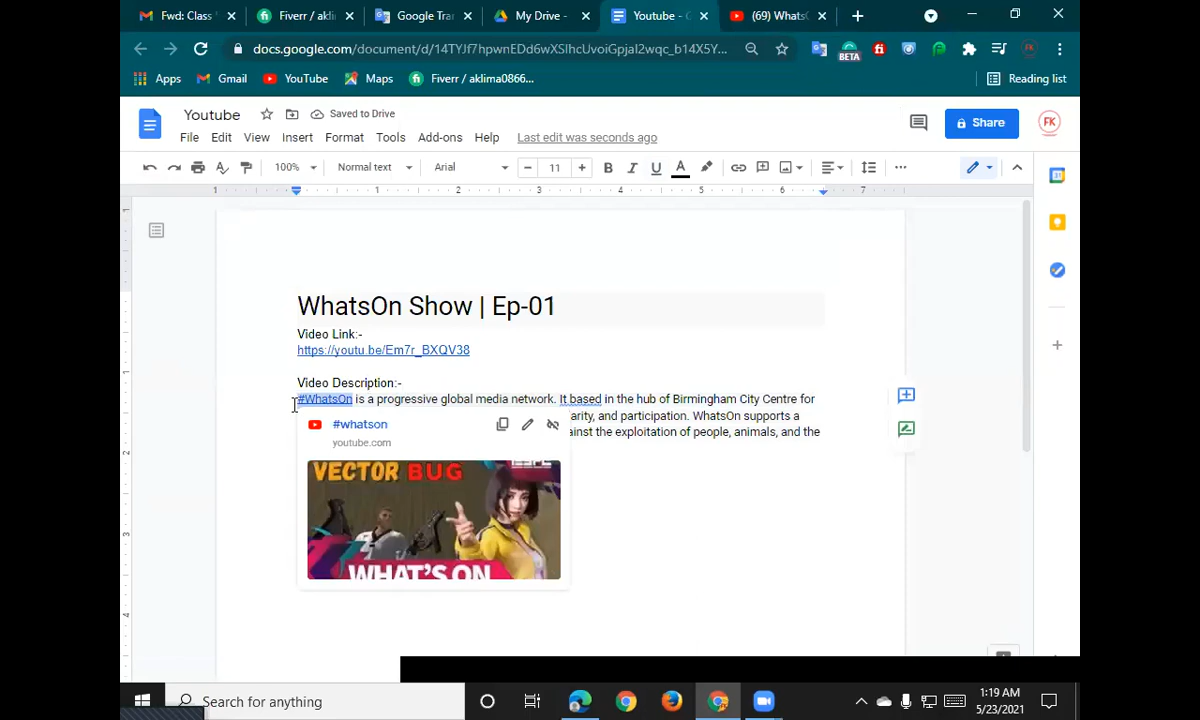 Fwd: Class
Fiverr / akli
Google Tra
My Drive -
Youtube -
(69) Whats
docs.google.com/document/d/14TYJf7hpwnEDd6wXSIhcUvoiGpjal2wqc_b14X5Y...
BETA
Apps
Gmail
YouTube
Maps
Fiverr / aklima0866...
Reading list
Youtube
Saved to Drive
File Edit View Insert Format Tools Add-ons Help Last edit was seconds ago
Share
FK
100% Normal text Arial 11
WhatsOn Show | Ep-01
Video Link:-
https://youtu.be/Em7r_BXQV38
Video Description:-
#WhatsOn is a progressive global media network. It based in the hub of Birmingham City Centre for
arity, and participation. WhatsOn supports a
ainst the exploitation of people, animals, and the
#whatson
youtube.com
VECTOR BUG
WHAT'S ON
Search for anything
1:19 AM
5/23/2021